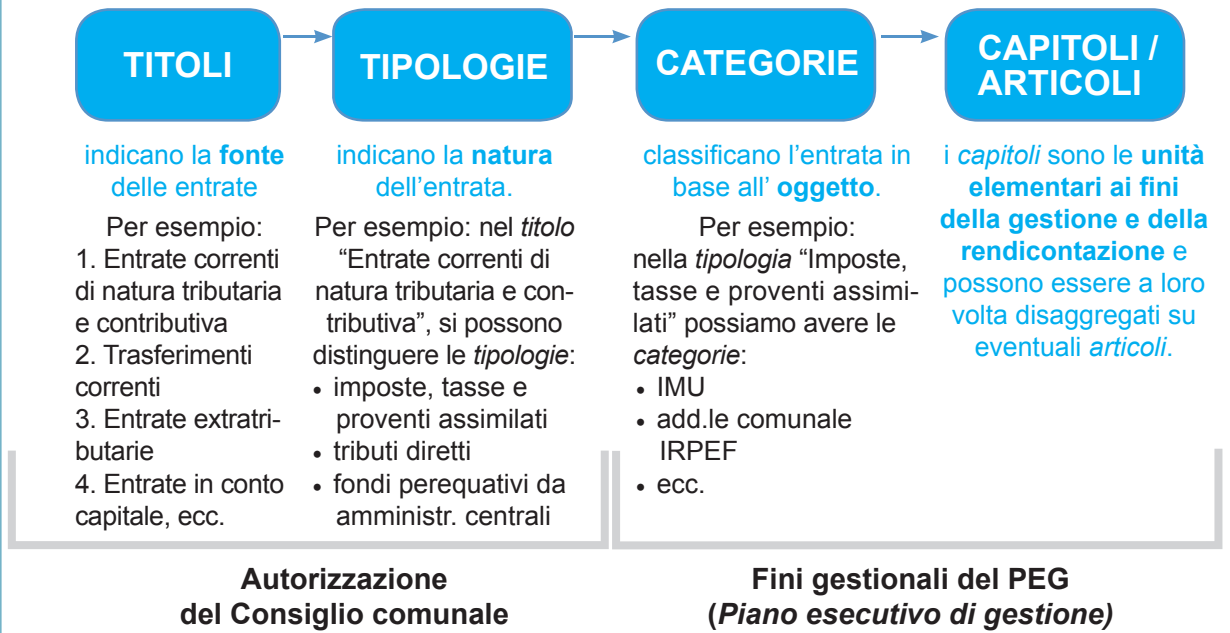 TITOLI
indicano la fonte
delle entrate
Per esempio:
1. Entrate correnti
di natura tributaria
e contributiva
2. Trasferimenti
correnti
3. Entrate extratri-
butarie
4. Entrate in conto
capitale, ecc.
TIPOLOGIE
indicano la natura
dell'entrata.
Per esempio: nel titolo
“Entrate correnti di
natura tributaria e con-
tributiva”, si possono
distinguere le tipologie:
• imposte, tasse e
proventi assimilati
• tributi diretti
• fondi perequativi da
amministr. centrali
CATEGORIE
classificano l’entrata in
base all’ oggetto.
Per esempio:
nella tipologia “Imposte,
tasse e proventi assimi-
lati” possiamo avere le
categorie:
• IMU
• add.le comunale
IRPEF
• ecc.
CAPITOLI /
ARTICOLI
i capitoli sono le unità
elementari ai fini
della gestione e della
rendicontazione e
possono essere a loro
volta disaggregati su
eventuali articoli.
Autorizzazione
del Consiglio comunale
Fini gestionali del PEG
(Piano esecutivo di gestione)